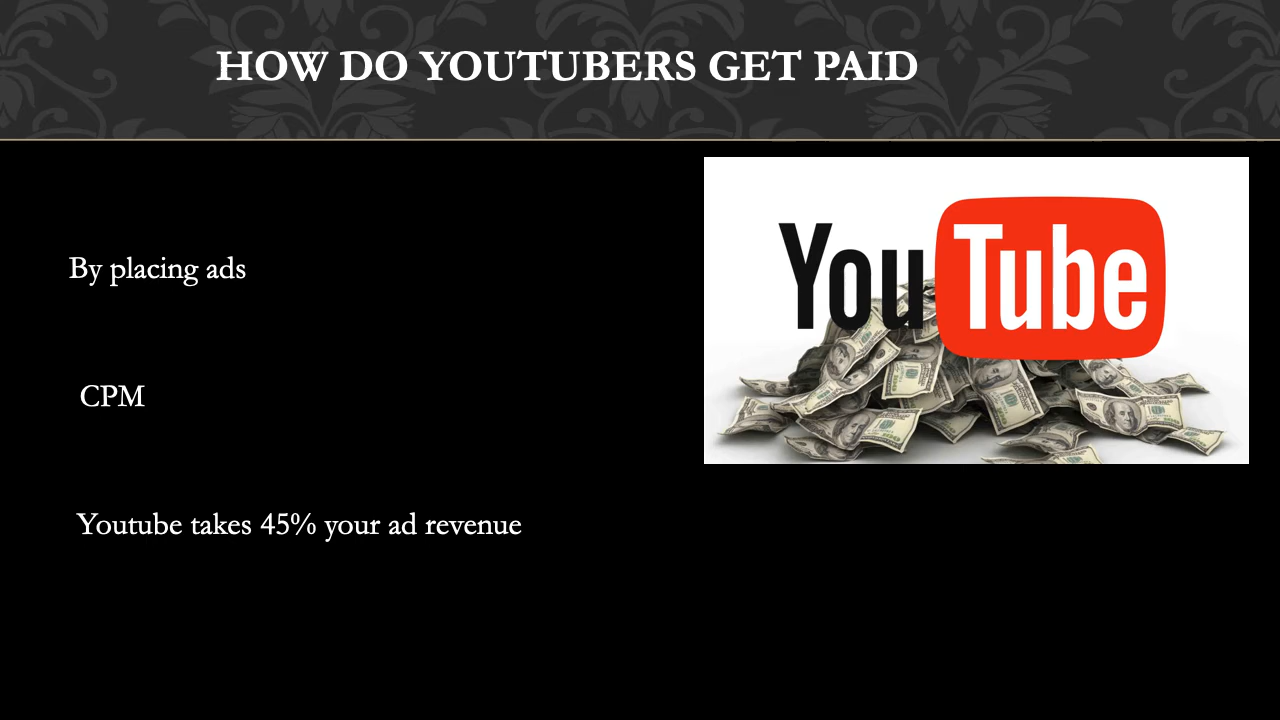 HOW DO YOUTUBERS GET PAID
By placing ads
CPM
Youtube takes 45% your ad revenue
YouTube